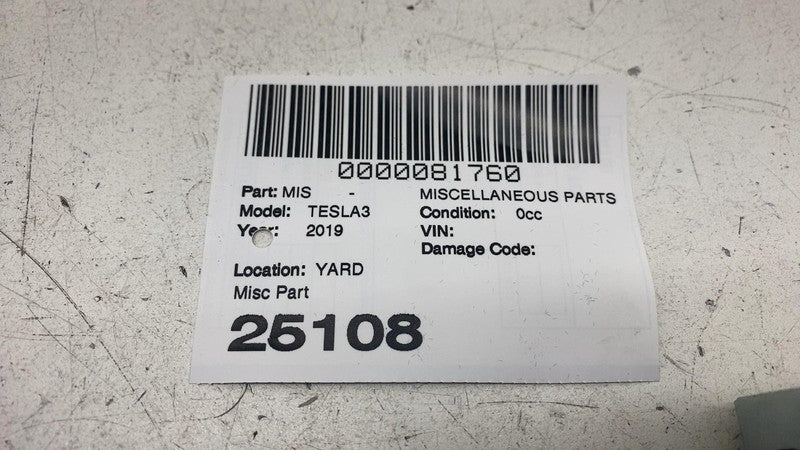 0000081760
Part: MIS - MISCELLANEOUS PARTS
Model: TESLA3 Condition: 0cc
Year: 2019 VIN:
Damage Code:
Location: YARD
Misc Part
25108